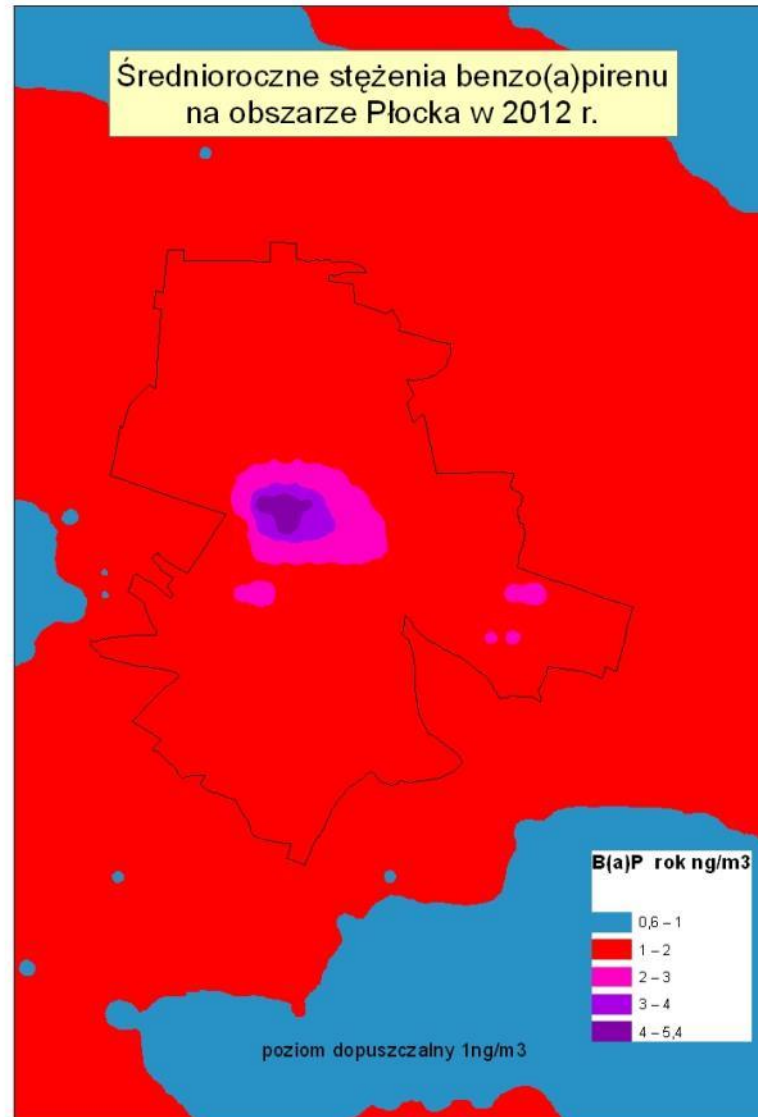 Średnioroczne stężenia benzo(a)pirenu
na obszarze Płocka w 2012 r.
B(a)P rok ng/m3
0,6 – 1
1 – 2
2 – 3
3 – 4
4 – 5,4
poziom dopuszczalny 1ng/m3